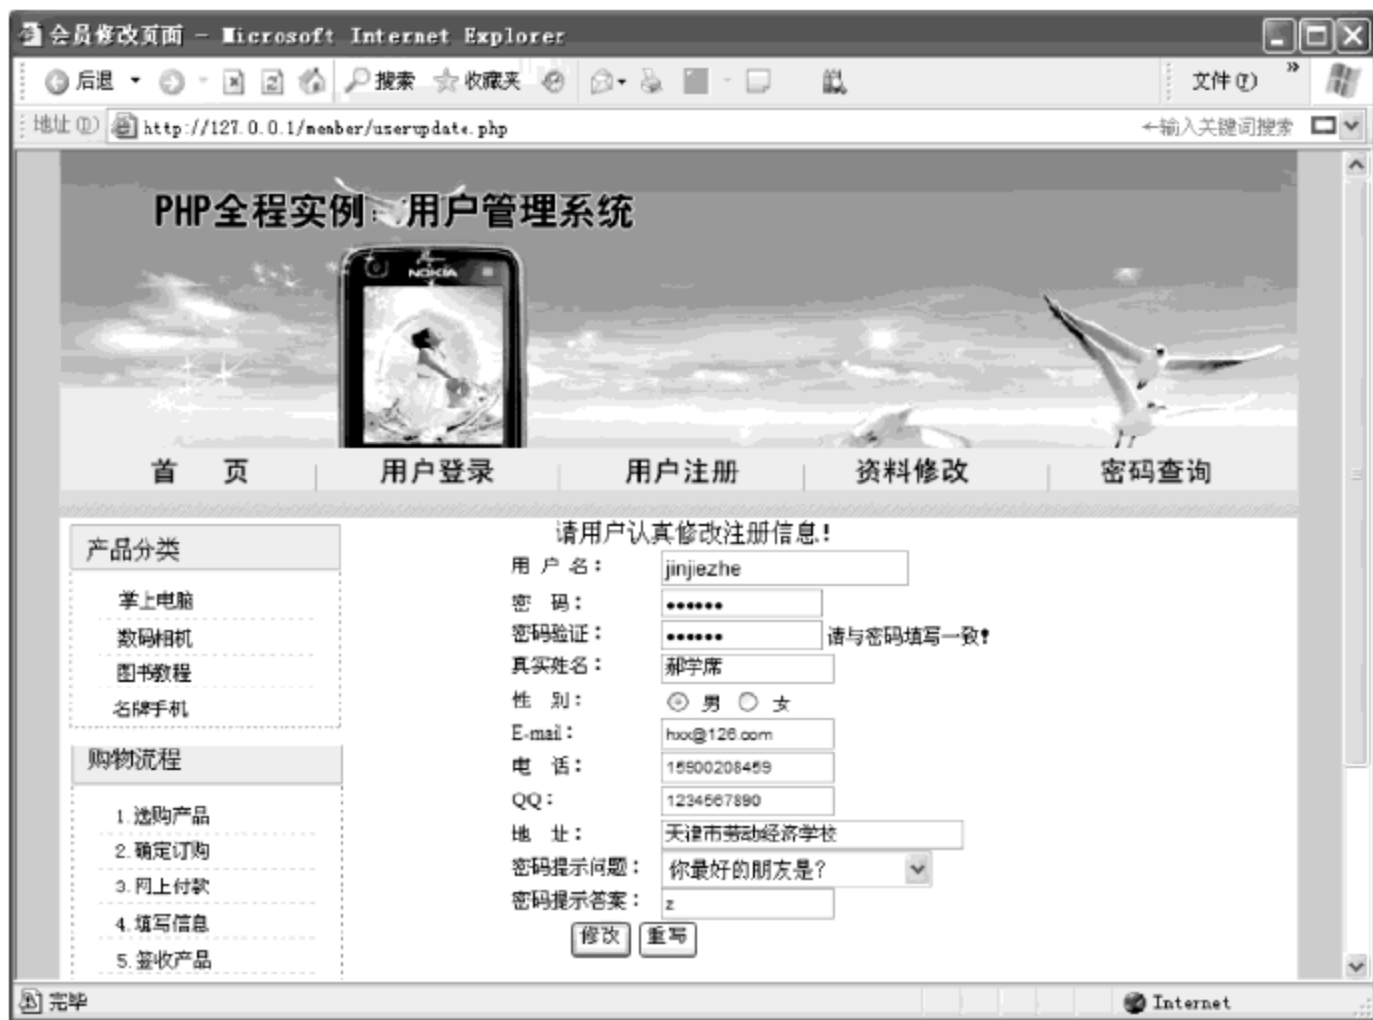 会员修改页面 - Microsoft Internet Explorer
后退 搜索 收藏夹 文件(F) »
地址(D) http://127.0.0.1/member/userupdate.php ←输入关键词搜索
PHP全程实例：用户管理系统
NOKIA
首 页 用户登录 用户注册 资料修改 密码查询
请用户认真修改注册信息！
产品分类
掌上电脑
数码相机
图书教程
名牌手机
购物流程
1.选购产品
2.确定订购
3.网上付款
4.填写信息
5.签收产品
用 户 名： jinjiezhe
密 码： ••••••
密码验证： •••••• 请与密码填写一致！
真实姓名： 郝学席
性 别： 男 女
E-mail： hxx@126.com
电 话： 15900208459
QQ： 1234567890
地 址： 天津市劳动经济学校
密码提示问题： 你最好的朋友是？
密码提示答案： z
修改 重写
完毕 Internet